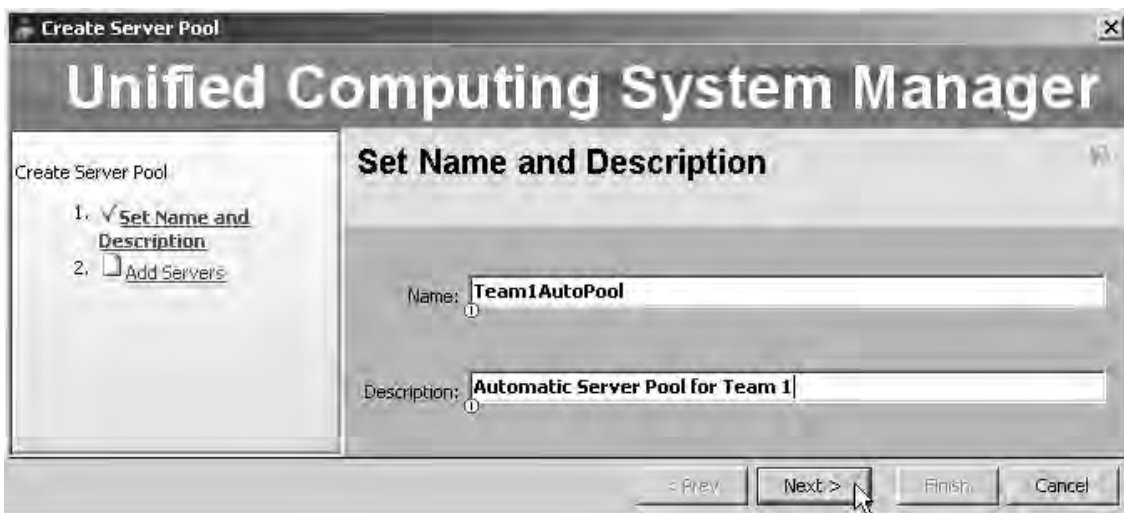 Create Server Pool
Unified Computing System Manager
Create Server Pool
1. √ Set Name and
Description
2. Add Servers
Set Name and Description
Name: Team1AutoPool
Description: Automatic Server Pool for Team 1
< Prev
Next >
Finish
Cancel